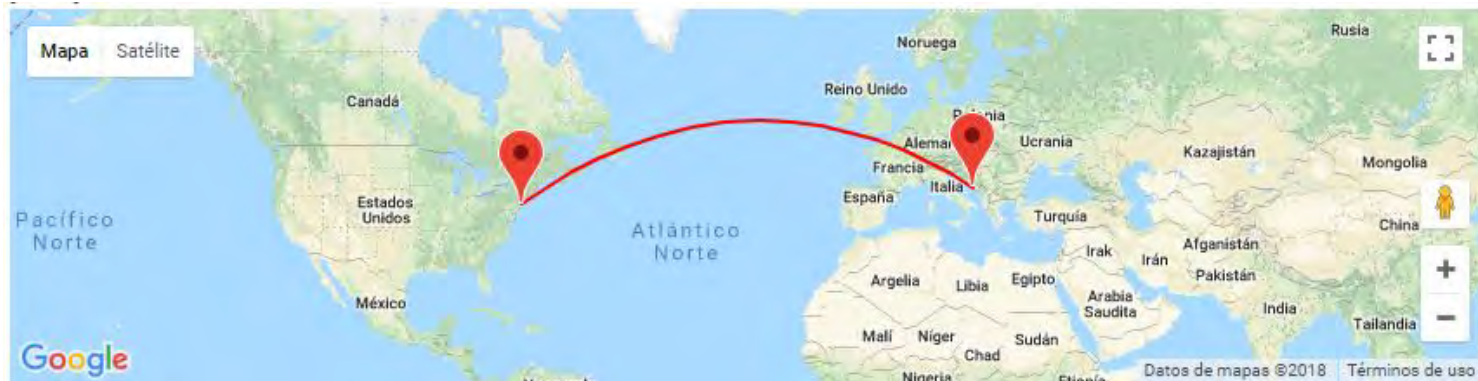 Mapa Satélite
Noruega
Rusia
Reino Unido
Canadá
Ucrania
Kazajistán
Francia
Mongolia
Estados
Unidos
España
Italia
Pacífico
Norte
Atlántico
Norte
Turquía
China
Irak
Irán
Afganistán
Pakistán
Argelia
Libia
Egipto
Arabia
Saudita
India
México
Malí
Níger
Sudán
Chad
Tailandia
Nigeria
Google
Datos de mapas ©2018 Términos de uso